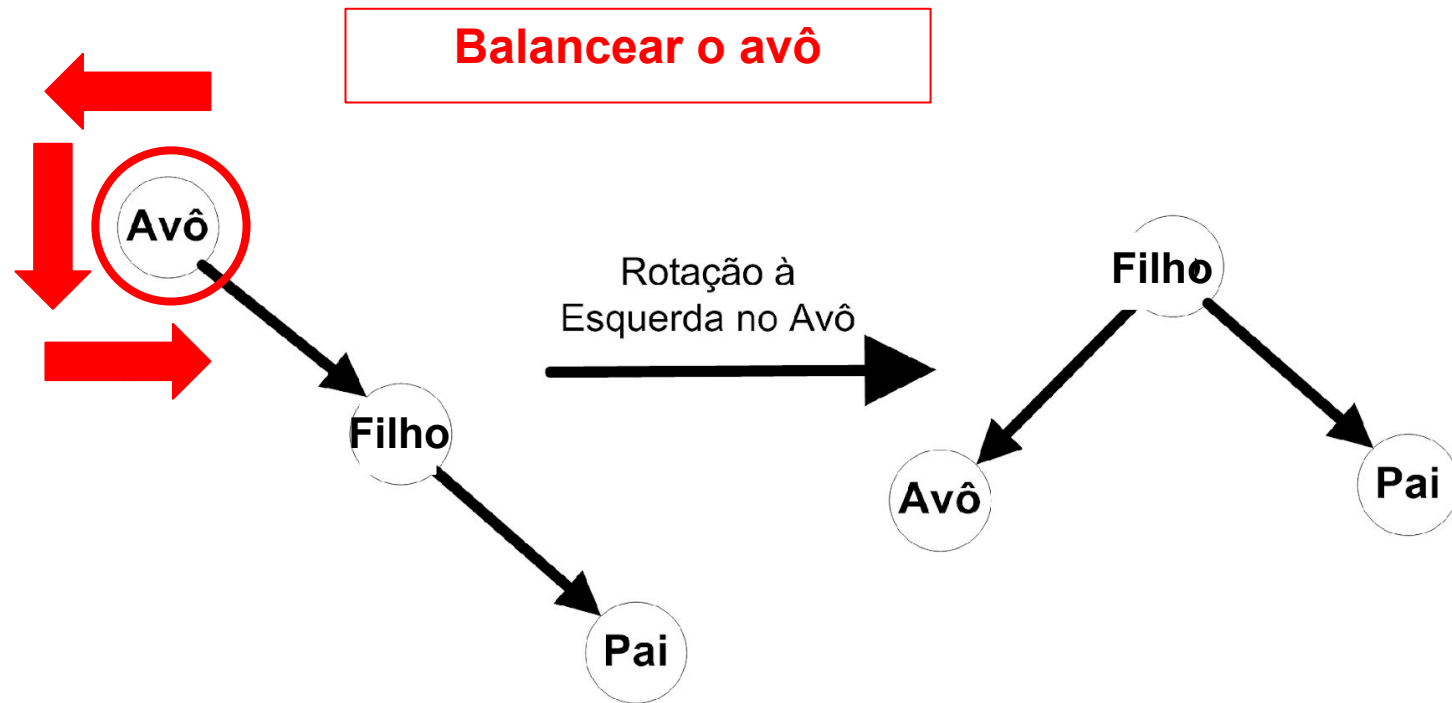 Balancear o avô
Avô
Filho
Pai
Rotação à
Esquerda no Avô
Filho
Avô
Pai